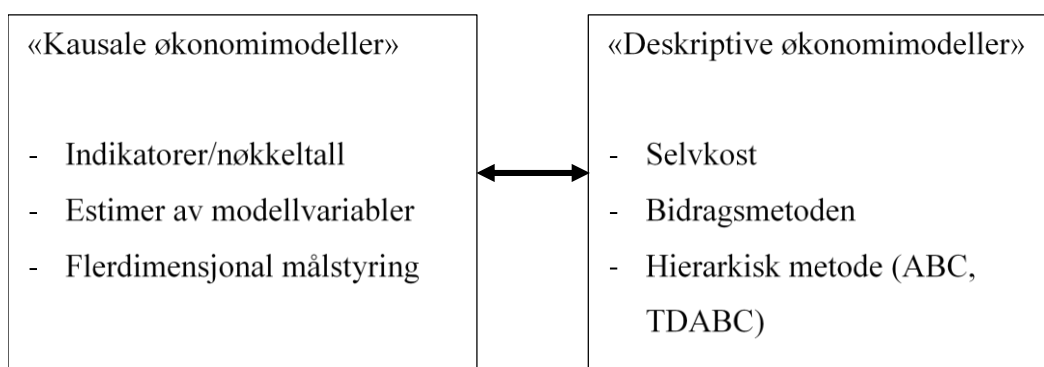 «Kausale økonomimodeller»
- Indikatorer/nøkkeltall
- Estimer av modellvariabler
- Flerdimensjonal målstyring
«Deskriptive økonomimodeller»
- Selvkost
- Bidragsmetoden
- Hierarkisk metode (ABC,
TDABC)